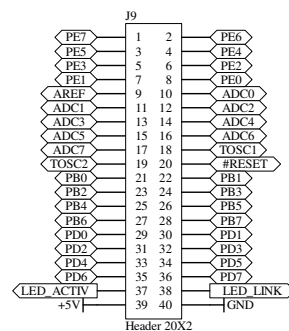 J9
PE7 1 2 PE6
PE5 3 4 PE4
PE3 5 6 PE2
PE1 7 8 PE0
AREF 9 10 ADC0
ADC1 11 12 ADC2
ADC3 13 14 ADC4
ADC5 15 16 ADC6
ADC7 17 18 TOSC1
TOSC2 19 20 #RESET
PB0 21 22 PB1
PB2 23 24 PB3
PB4 25 26 PB5
PB6 27 28 PB7
PD0 29 30 PD1
PD2 31 32 PD3
PD4 33 34 PD5
PD6 35 36 PD7
LED_ACTIV 37 38 LED_LINK
+5V 39 40 GND
Header 20X2